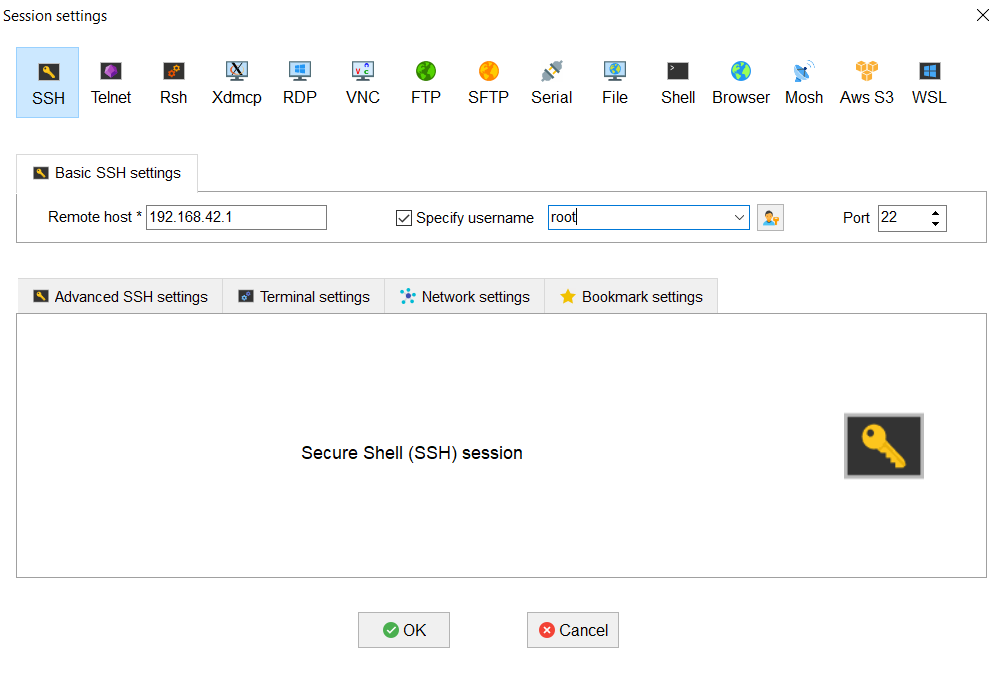 Session settings
SSH Telnet Rsh Xdmcp RDP VNC FTP SFTP Serial File Shell Browser Mosh Aws S3 WSL
Basic SSH settings
Remote host * 192.168.42.1 Specify username root Port 22
Advanced SSH settings Terminal settings Network settings Bookmark settings
Secure Shell (SSH) session
OK Cancel